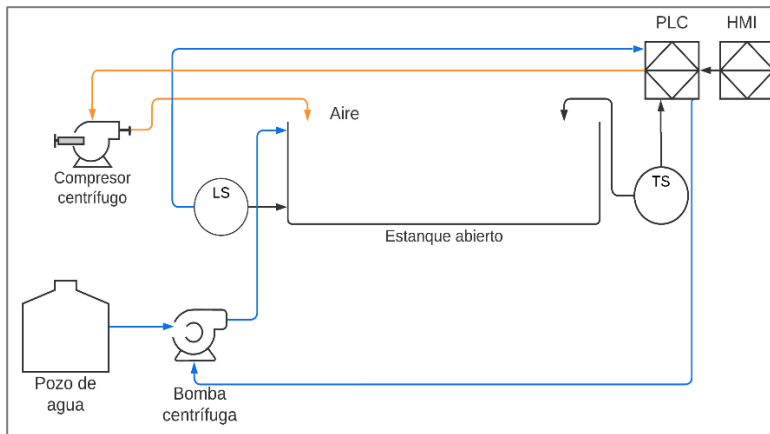 PLC
HMI
Aire
Compresor
centrífugo
LS
TS
Estanque abierto
Pozo de
agua
Bomba
centrífuga